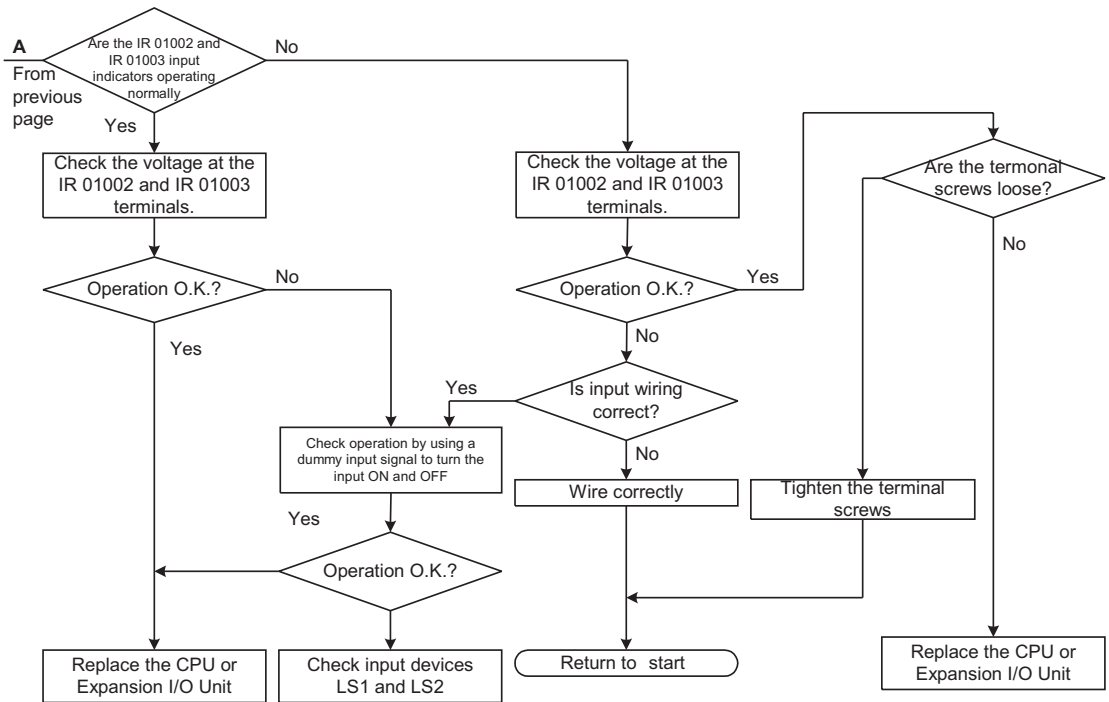 A
From
previous
page
Are the IR 01002 and
IR 01003 input
indicators operating
normally
No
Yes
Check the voltage at the
IR 01002 and IR 01003
terminals.
Check the voltage at the
IR 01002 and IR 01003
terminals.
Are the termonal
screws loose?
No
Operation O.K.?
No
Yes
Operation O.K.?
Yes
No
Is input wiring
correct?
Yes
No
Check operation by using a
dummy input signal to turn the
input ON and OFF
Wire correctly
Tighten the terminal
screws
Yes
Operation O.K.?
Replace the CPU or
Expansion I/O Unit
Check input devices
LS1 and LS2
Return to start
Replace the CPU or
Expansion I/O Unit